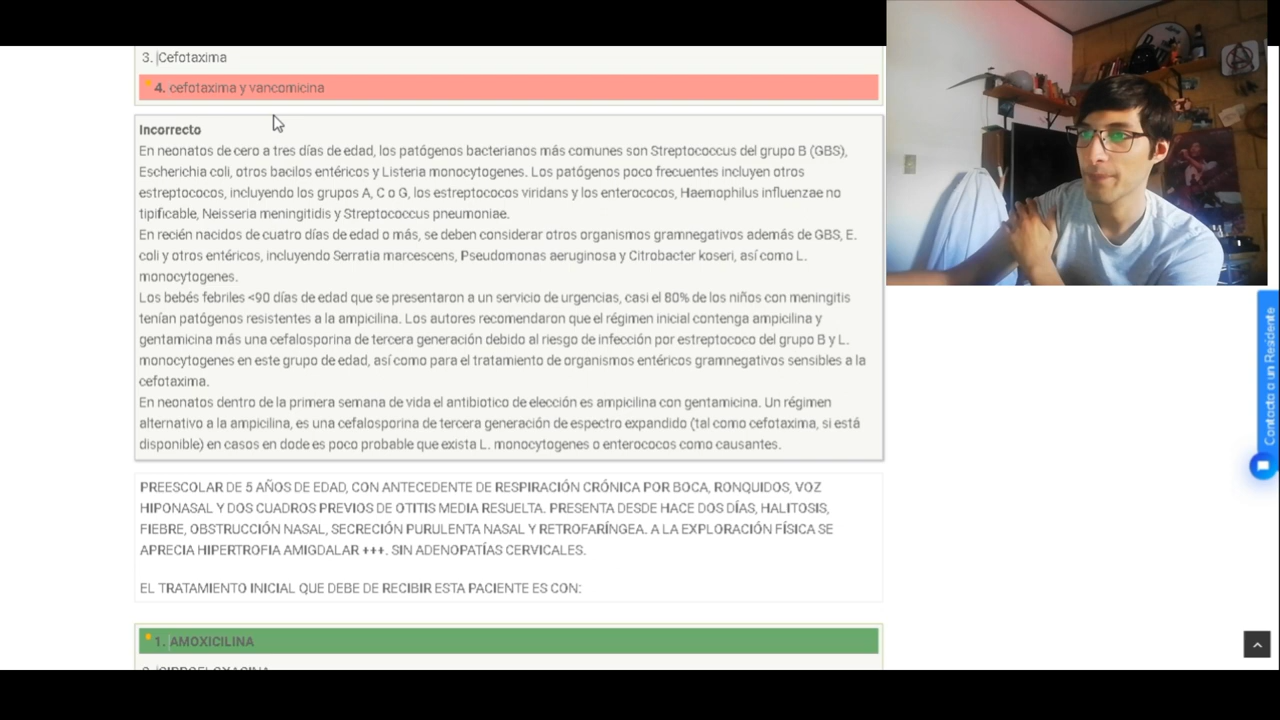 3. Cefotaxima
4. cefotaxima y vancomicina
Incorrecto
En neonatos de cero a tres días de edad, los patógenos bacterianos más comunes son Streptococcus del grupo B (GBS),
Escherichia coli, otros bacilos entéricos y Listeria monocytogenes. Los patógenos poco frecuentes incluyen otros
estreptococos, incluyendo los grupos A, C o G, los estreptococos viridans y los enterococos, Haemophilus influenzae no
tipificable, Neisseria meningitidis y Streptococcus pneumoniae.
En recién nacidos de cuatro días de edad o más, se deben considerar otros organismos gramnegativos además de GBS, E.
coli y otros entéricos, incluyendo Serratia marcescens, Pseudomonas aeruginosa y Citrobacter koseri, así como L.
monocytogenes.
Los bebés febriles <90 días de edad que se presentaron a un servicio de urgencias, casi el 80% de los niños con meningitis
tenían patógenos resistentes a la ampicilina. Los autores recomendaron que el régimen inicial contenga ampicilina y
gentamicina más una cefalosporina de tercera generación debido al riesgo de infección por estreptococo del grupo B y L.
monocytogenes en este grupo de edad, así como para el tratamiento de organismos entéricos gramnegativos sensibles a la
cefotaxima.
En neonatos dentro de la primera semana de vida el antibiotico de elección es ampicilina con gentamicina. Un régimen
alternativo a la ampicilina, es una cefalosporina de tercera generación de espectro expandido (tal como cefotaxima, si está
disponible) en casos en dode es poco probable que exista L. monocytogenes o enterococos como causantes.
PREESCOLAR DE 5 AÑOS DE EDAD, CON ANTECEDENTE DE RESPIRACIÓN CRÓNICA POR BOCA, RONQUIDOS, VOZ
HIPONASAL Y DOS CUADROS PREVIOS DE OTITIS MEDIA RESUELTA. PRESENTA DESDE HACE DOS DÍAS, HALITOSIS,
FIEBRE, OBSTRUCCIÓN NASAL, SECRECIÓN PURULENTA NASAL Y RETROFARÍNGEA. A LA EXPLORACIÓN FÍSICA SE
APRECIA HIPERTROFIA AMIGDALAR +++. SIN ADENOPATÍAS CERVICALES.
EL TRATAMIENTO INICIAL QUE DEBE DE RECIBIR ESTA PACIENTE ES CON:
1. AMOXICILINA
2. CIPROFLOXACINA
Contacta a un Residente